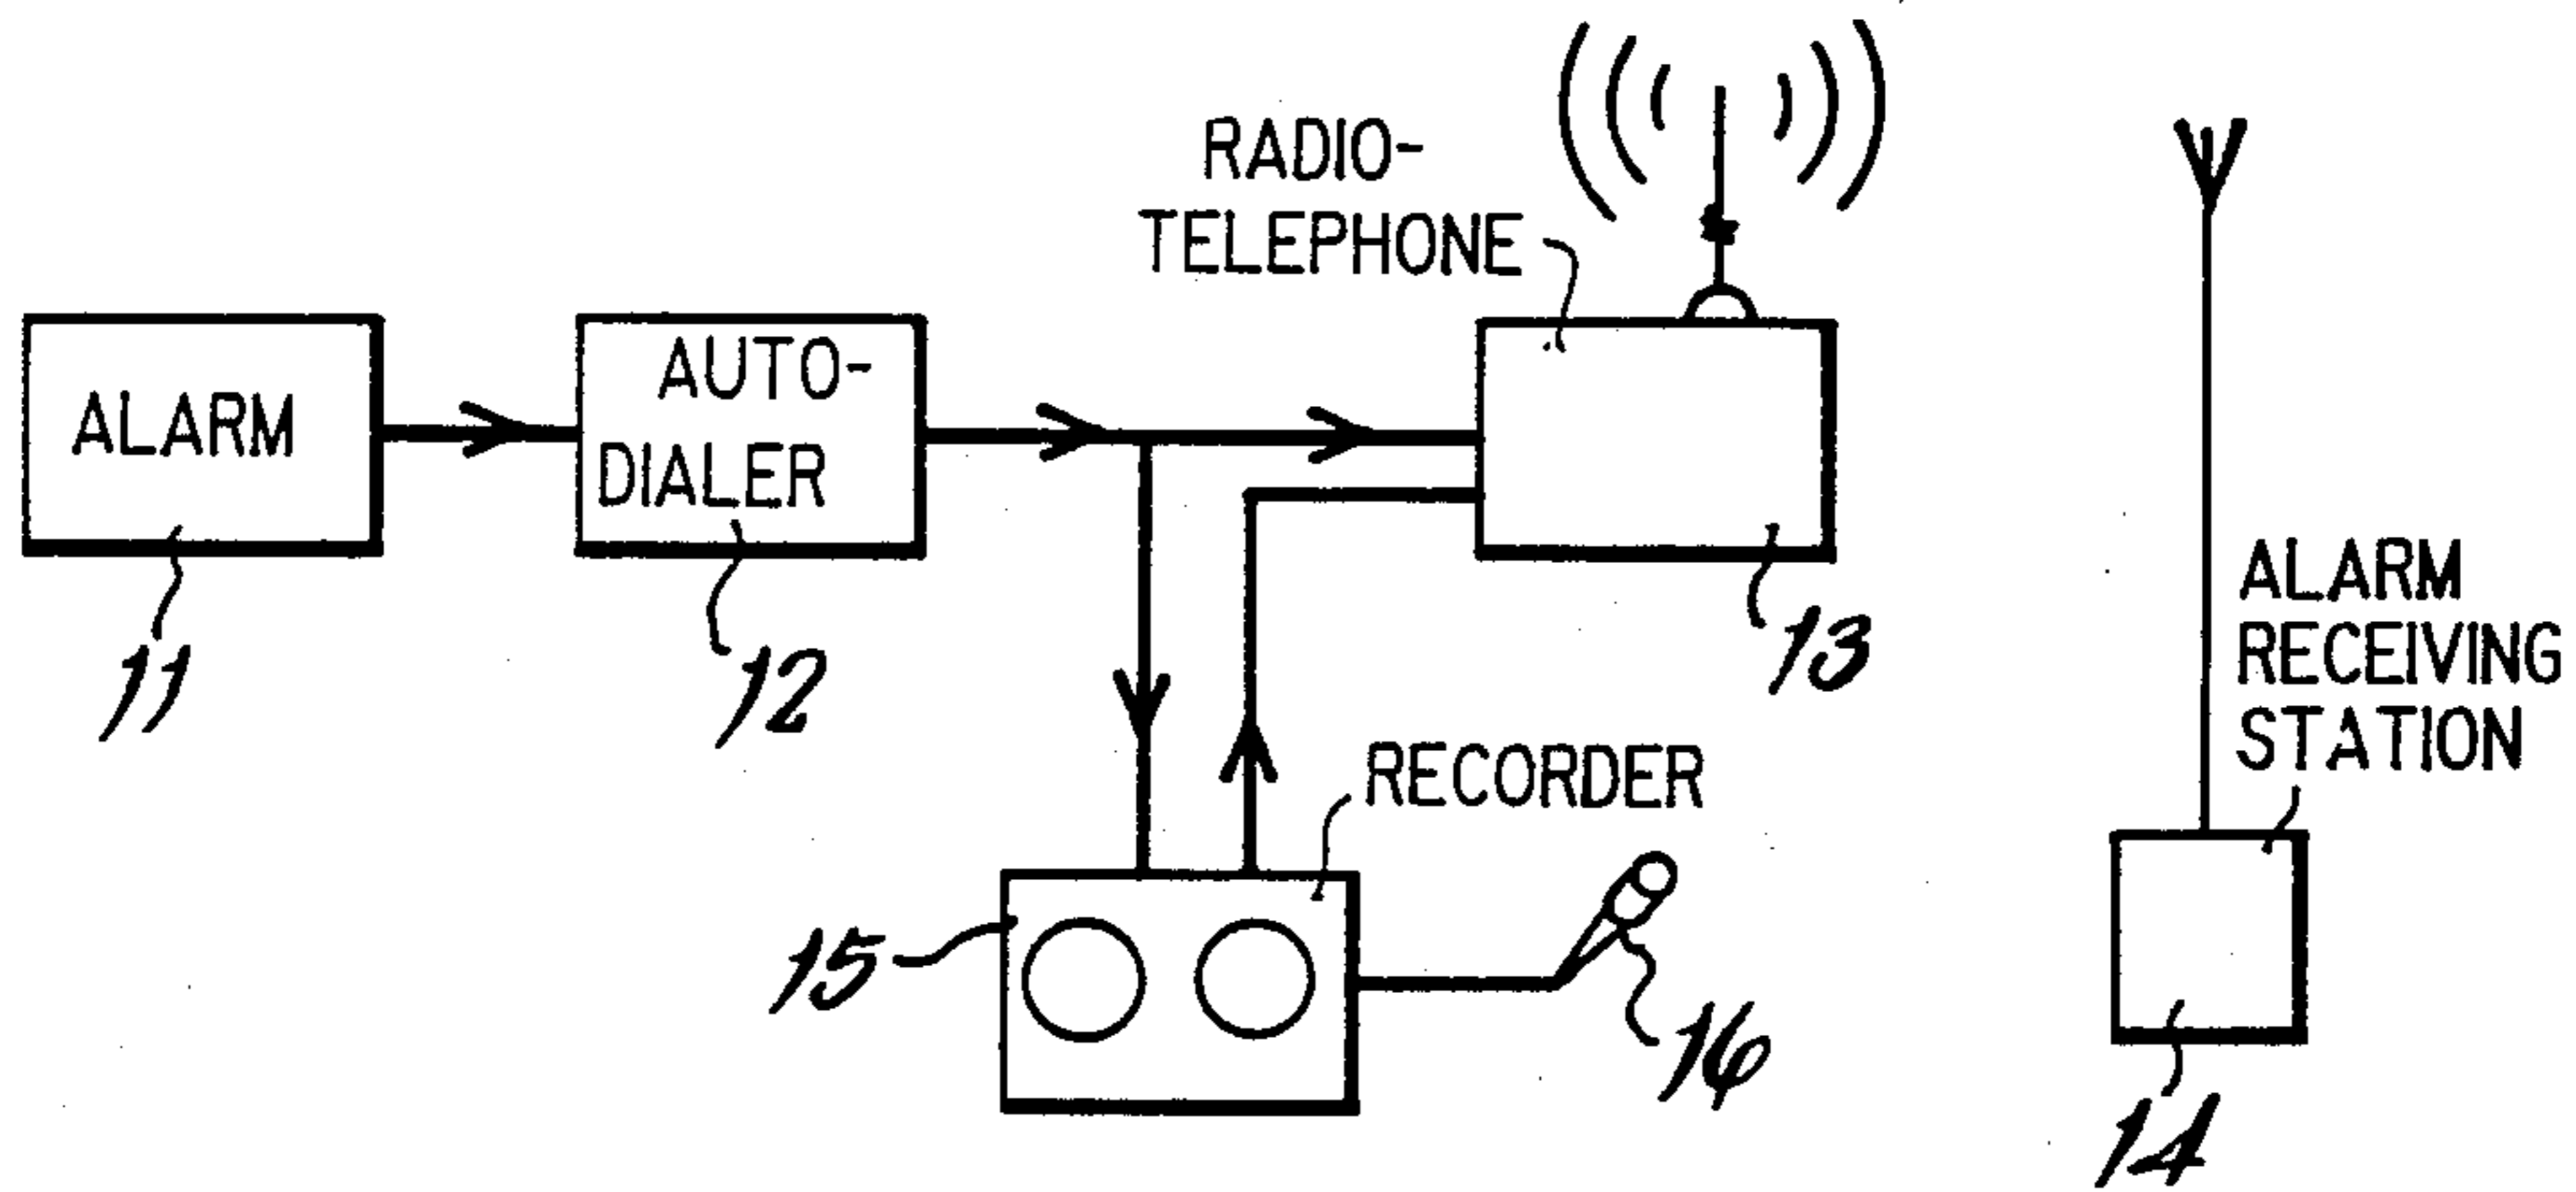 RADIO-
TELEPHONE
ALARM
AUTO-
DIALER
11
12
13
ALARM
RECEIVING
STATION
RECORDER
15
16
14